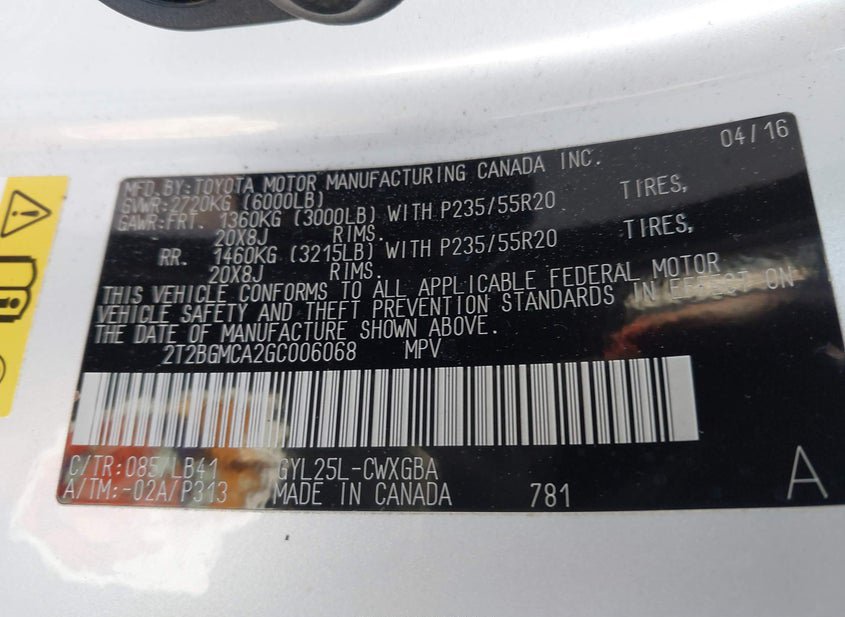 04/16
MFD. BY: TOYOTA MOTOR MANUFACTURING CANADA INC.
GVWR: 2720KG (6000LB)
GAWR:FRT. 1360KG (3000LB) WITH P235/55R20 TIRES,
20X8J RIMS.
RR. 1460KG (3215LB) WITH P235/55R20 TIRES,
20X8J RIMS.
THIS VEHICLE CONFORMS TO ALL APPLICABLE FEDERAL MOTOR
VEHICLE SAFETY AND THEFT PREVENTION STANDARDS IN EFFECT ON
THE DATE OF MANUFACTURE SHOWN ABOVE.
2T2BGMCA2GC006068 MPV
C/TR:085/LB41 GYL25L-CWXGBA
A/TM:-02A/P313 MADE IN CANADA 781
A